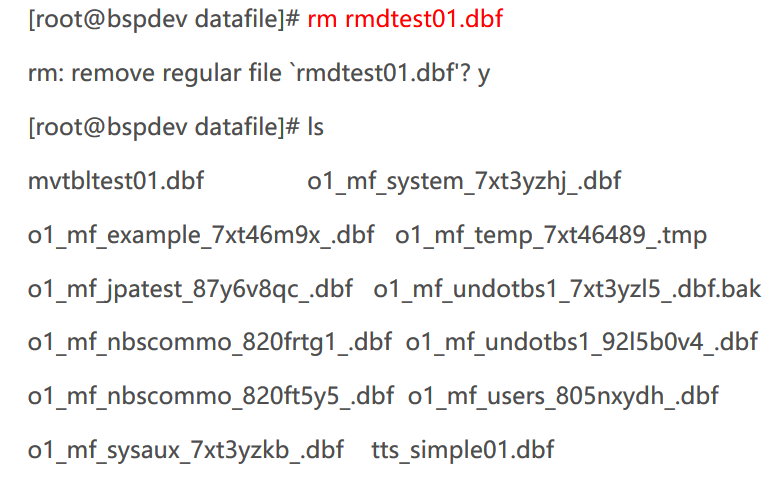 [root@bspdev datafile]# rm rmdtest01.dbf
rm: remove regular file `rmdtest01.dbf'? y
[root@bspdev datafile]# ls
mvtbltest01.dbf o1_mf_system_7xt3yzhj_.dbf
o1_mf_example_7xt46m9x_.dbf o1_mf_temp_7xt46489_.tmp
o1_mf_jpatest_87y6v8qc_.dbf o1_mf_undotbs1_7xt3yzl5_.dbf.bak
o1_mf_nbscommo_820frtg1_.dbf o1_mf_undotbs1_92l5b0v4_.dbf
o1_mf_nbscommo_820ft5y5_.dbf o1_mf_users_805nxydh_.dbf
o1_mf_sysaux_7xt3yzkb_.dbf tts_simple01.dbf